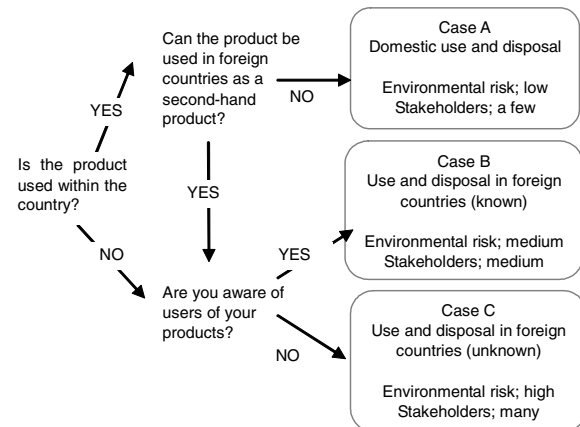 Can the product be
used in foreign
countries as a
second-hand
product?
YES
NO
Case A
Domestic use and disposal
Environmental risk; low
Stakeholders; a few
Is the product
used within the
country?
YES
NO
Case B
Use and disposal in foreign
countries (known)
Environmental risk; medium
Stakeholders; medium
YES
Are you aware of
users of your
products?
NO
Case C
Use and disposal in foreign
countries (unknown)
Environmental risk; high
Stakeholders; many